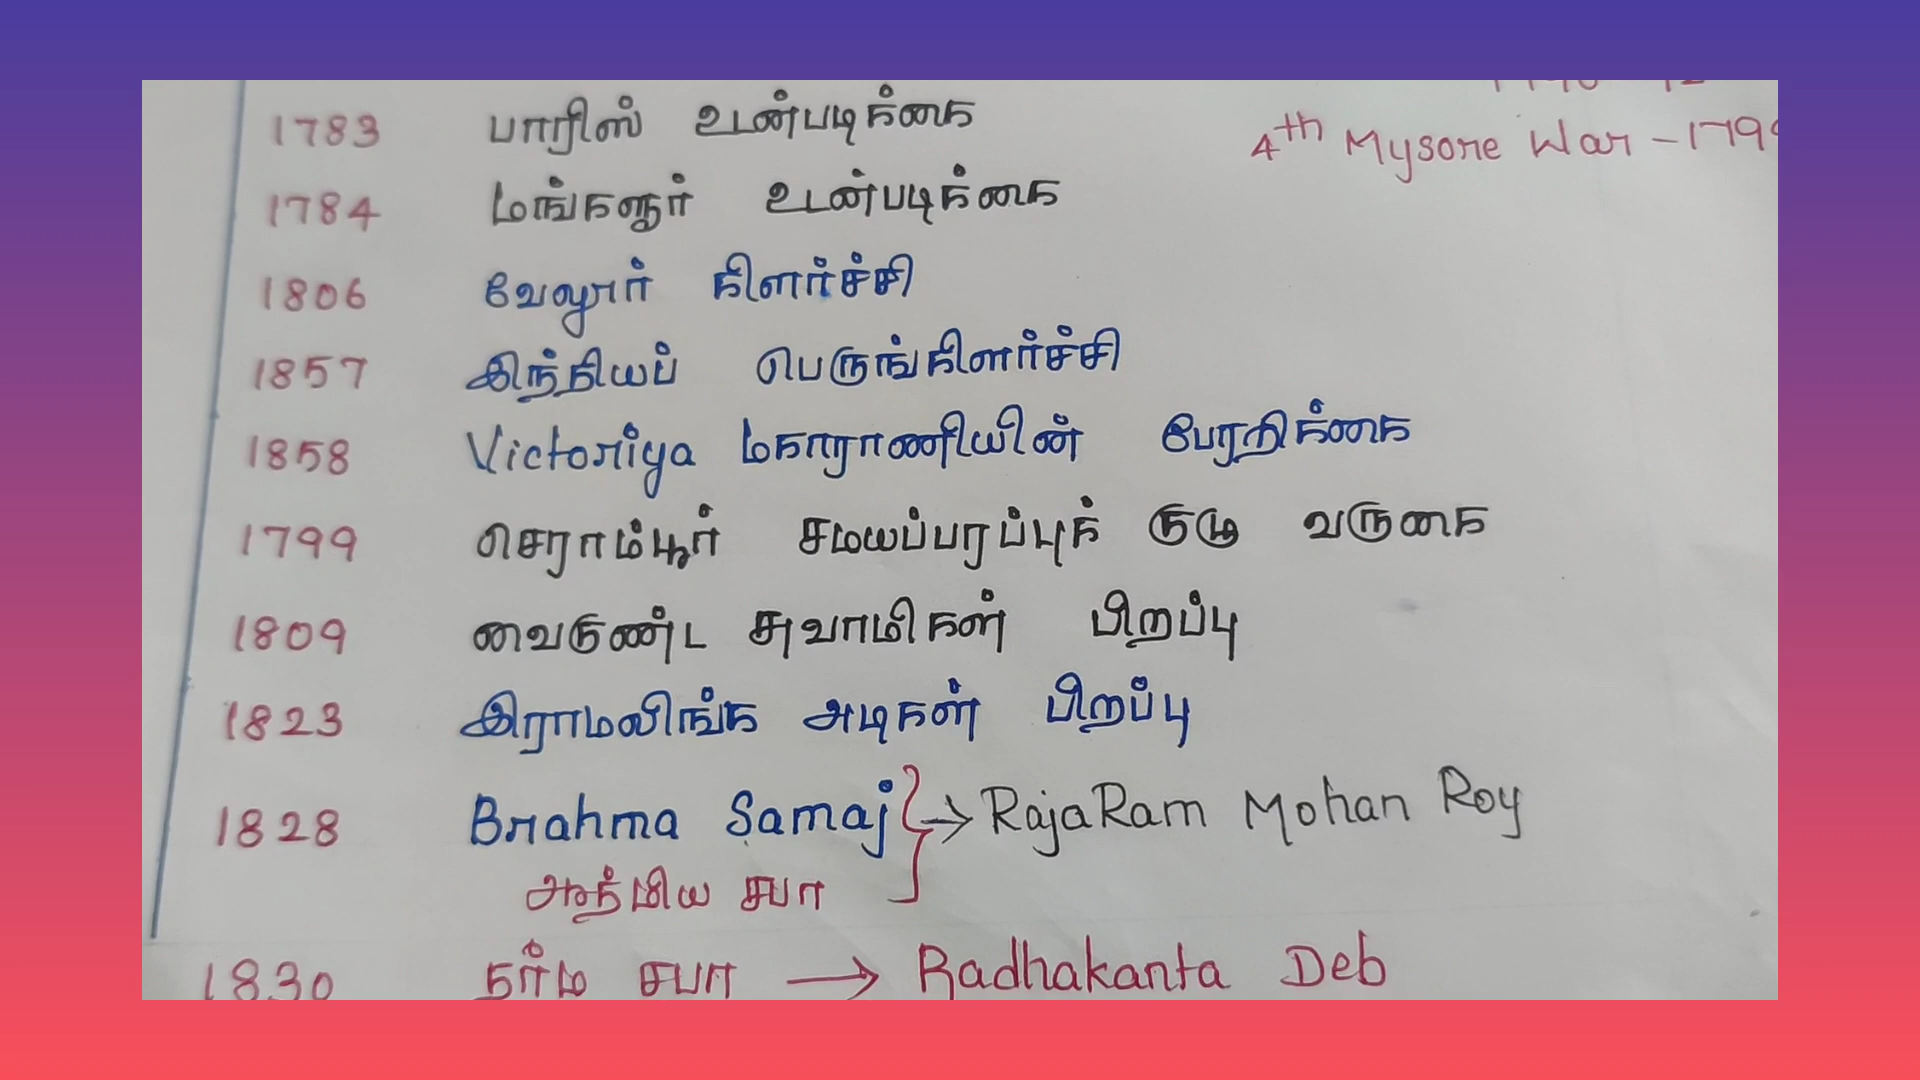 1783 பாரிஸ் உடன்படிக்கை
4th Mysore War - 1799
1784 மங்களூர் உடன்படிக்கை
1806 வேலூர் கிளர்ச்சி
1857 இந்தியப் பெருங்கிளர்ச்சி
1858 Victoriya மகாராணியின் பேரறிக்கை
1799 செராம்பூர் சமயப்பரப்புக் குழு வருகை
1809 வைகுண்ட சுவாமிகள் பிறப்பு
1823 இராமலிங்க அடிகள் பிறப்பு
1828 Brahma Samaj } → RajaRam Mohan Roy
ஆத்மிய சபா
1830 தர்ம சபா → Radhakanta Deb